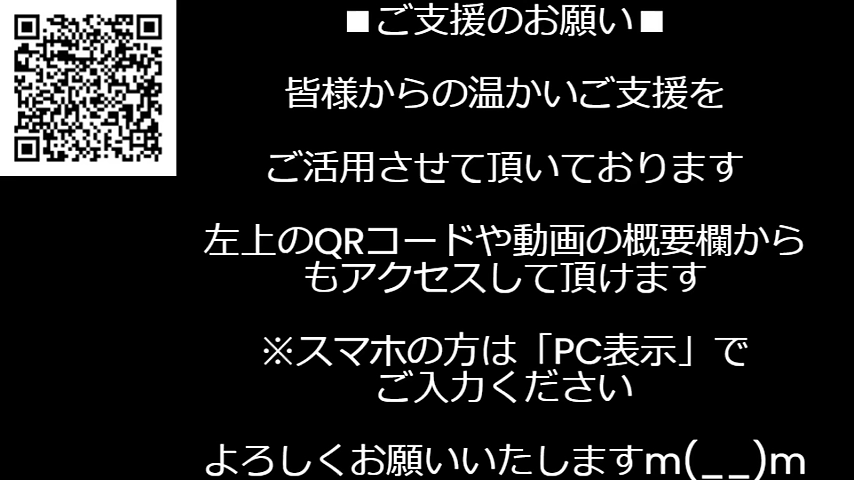 ■ご支援のお願い■
皆様からの温かいご支援を
ご活用させて頂いております
左上のQRコードや動画の概要欄から
もアクセスして頂けます
※スマホの方は「PC表示」で
ご入力ください
よろしくお願いいたしますm(__)m